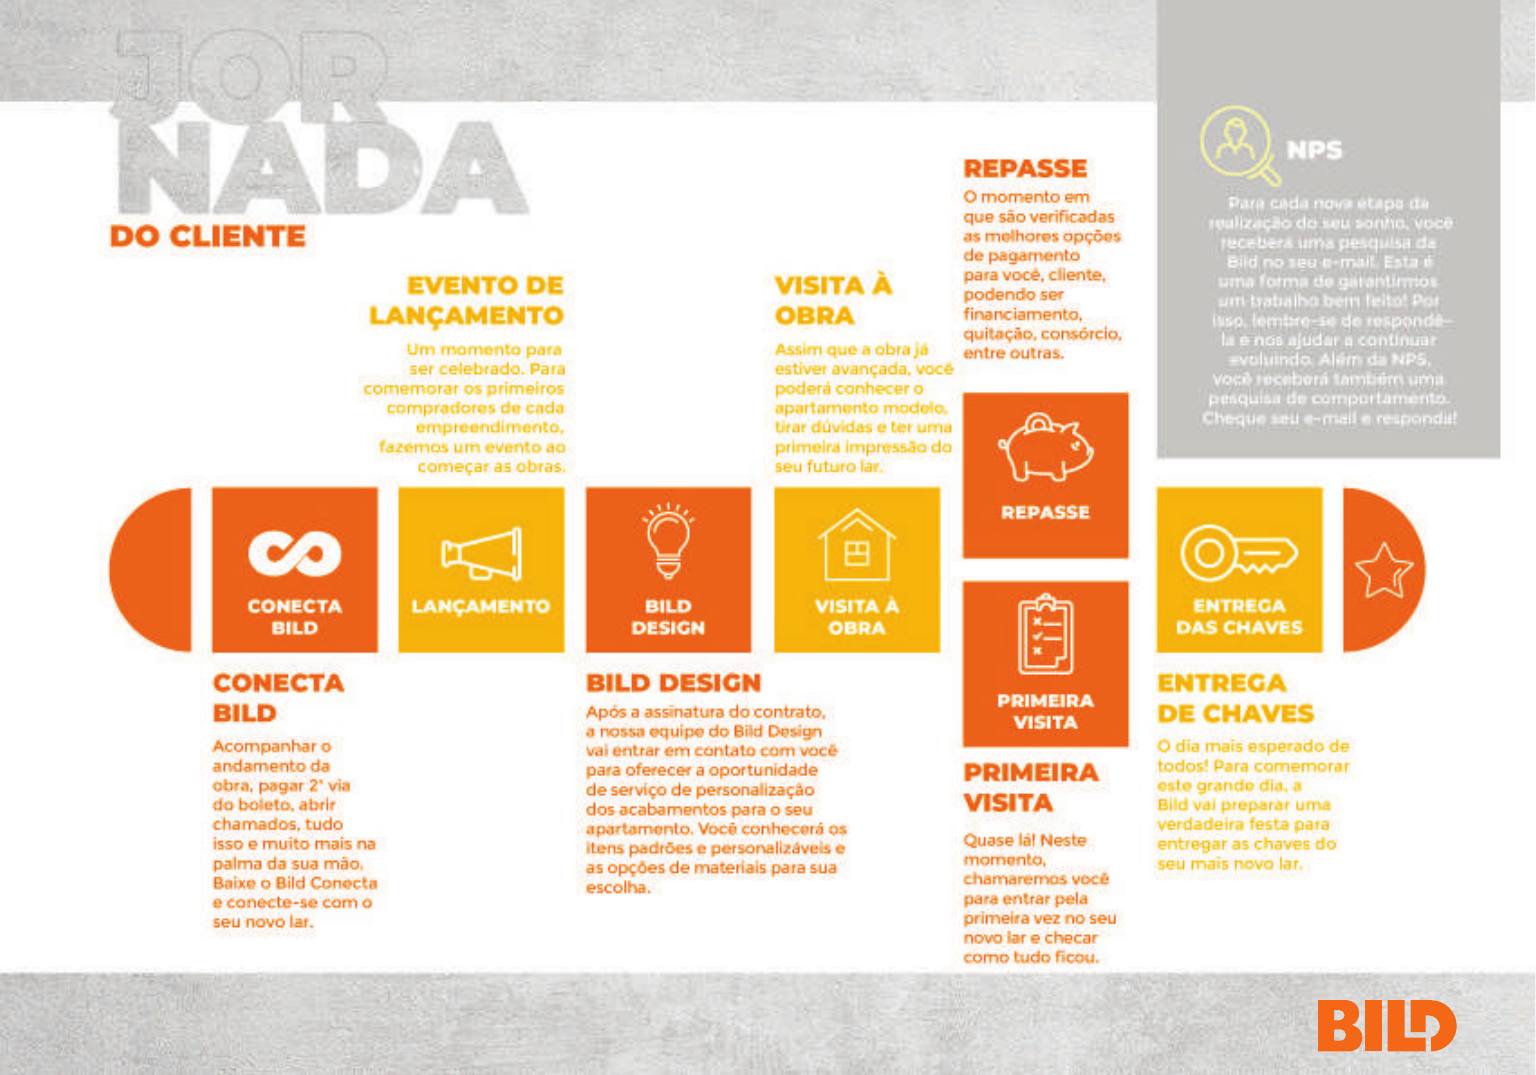 JOR
NADA
DO CLIENTE
EVENTO DE
LANÇAMENTO
Um momento para
ser celebrado. Para
comemorar os primeiros
compradores de cada
empreendimento,
fazemos um evento ao
começar as obras.
VISITA À
OBRA
Assim que a obra já
estiver avançada, você
poderá conhecer o
apartamento modelo,
tirar dúvidas e ter uma
primeira impressão do
seu futuro lar.
REPASSE
O momento em
que são verificadas
as melhores opções
de pagamento
para você, cliente,
podendo ser
financiamento,
quitação, consórcio,
entre outras.
NPS
Para cada nova etapa da
realização do seu sonho, você
receberá uma pesquisa da
Bild no seu e-mail. Esta é
uma forma de garantirmos
um trabalho bem feito! Por
isso, lembre-se de respondê-
la e nos ajudar a continuar
evoluindo. Além da NPS,
você receberá também uma
pesquisa de comportamento.
Cheque seu e-mail e responda!
CONECTA
BILD
LANÇAMENTO
BILD
DESIGN
VISITA À
OBRA
REPASSE
PRIMEIRA
VISITA
ENTREGA
DAS CHAVES
CONECTA
BILD
Acompanhar o
andamento da
obra, pagar 2ª via
do boleto, abrir
chamados, tudo
isso e muito mais na
palma da sua mão.
Baixe o Bild Conecta
e conecte-se com o
seu novo lar.
BILD DESIGN
Após a assinatura do contrato,
a nossa equipe do Bild Design
vai entrar em contato com você
para oferecer a oportunidade
de serviço de personalização
dos acabamentos para o seu
apartamento. Você conhecerá os
itens padrões e personalizáveis e
as opções de materiais para sua
escolha.
PRIMEIRA
VISITA
Quase lá! Neste
momento,
chamaremos você
para entrar pela
primeira vez no seu
novo lar e checar
como tudo ficou.
ENTREGA
DE CHAVES
O dia mais esperado de
todos! Para comemorar
este grande dia, a
Bild vai preparar uma
verdadeira festa para
entregar as chaves do
seu mais novo lar.
BILD